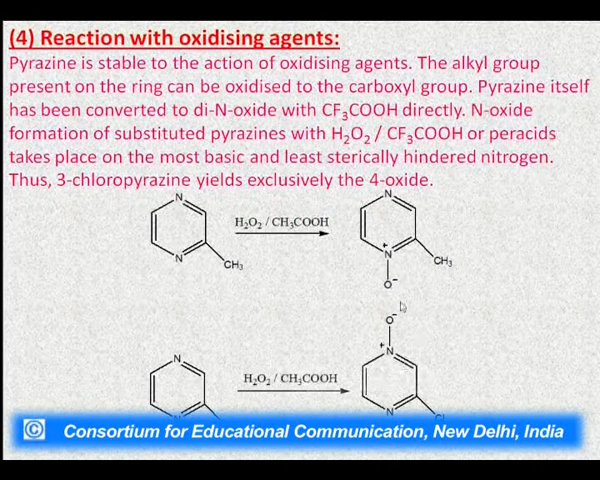 (4) Reaction with oxidising agents:
Pyrazine is stable to the action of oxidising agents. The alkyl group
present on the ring can be oxidised to the carboxyl group. Pyrazine itself
has been converted to di-N-oxide with CF₃COOH directly. N-oxide
formation of substituted pyrazines with H₂O₂ / CF₃COOH or peracids
takes place on the most basic and least sterically hindered nitrogen.
Thus, 3-chloropyrazine yields exclusively the 4-oxide.
N
N
CH₃
H₂O₂ / CH₃COOH
N
+
N
O⁻
CH₃
N
H₂O₂ / CH₃COOH
O⁻
+
N
N
© Consortium for Educational Communication, New Delhi, India